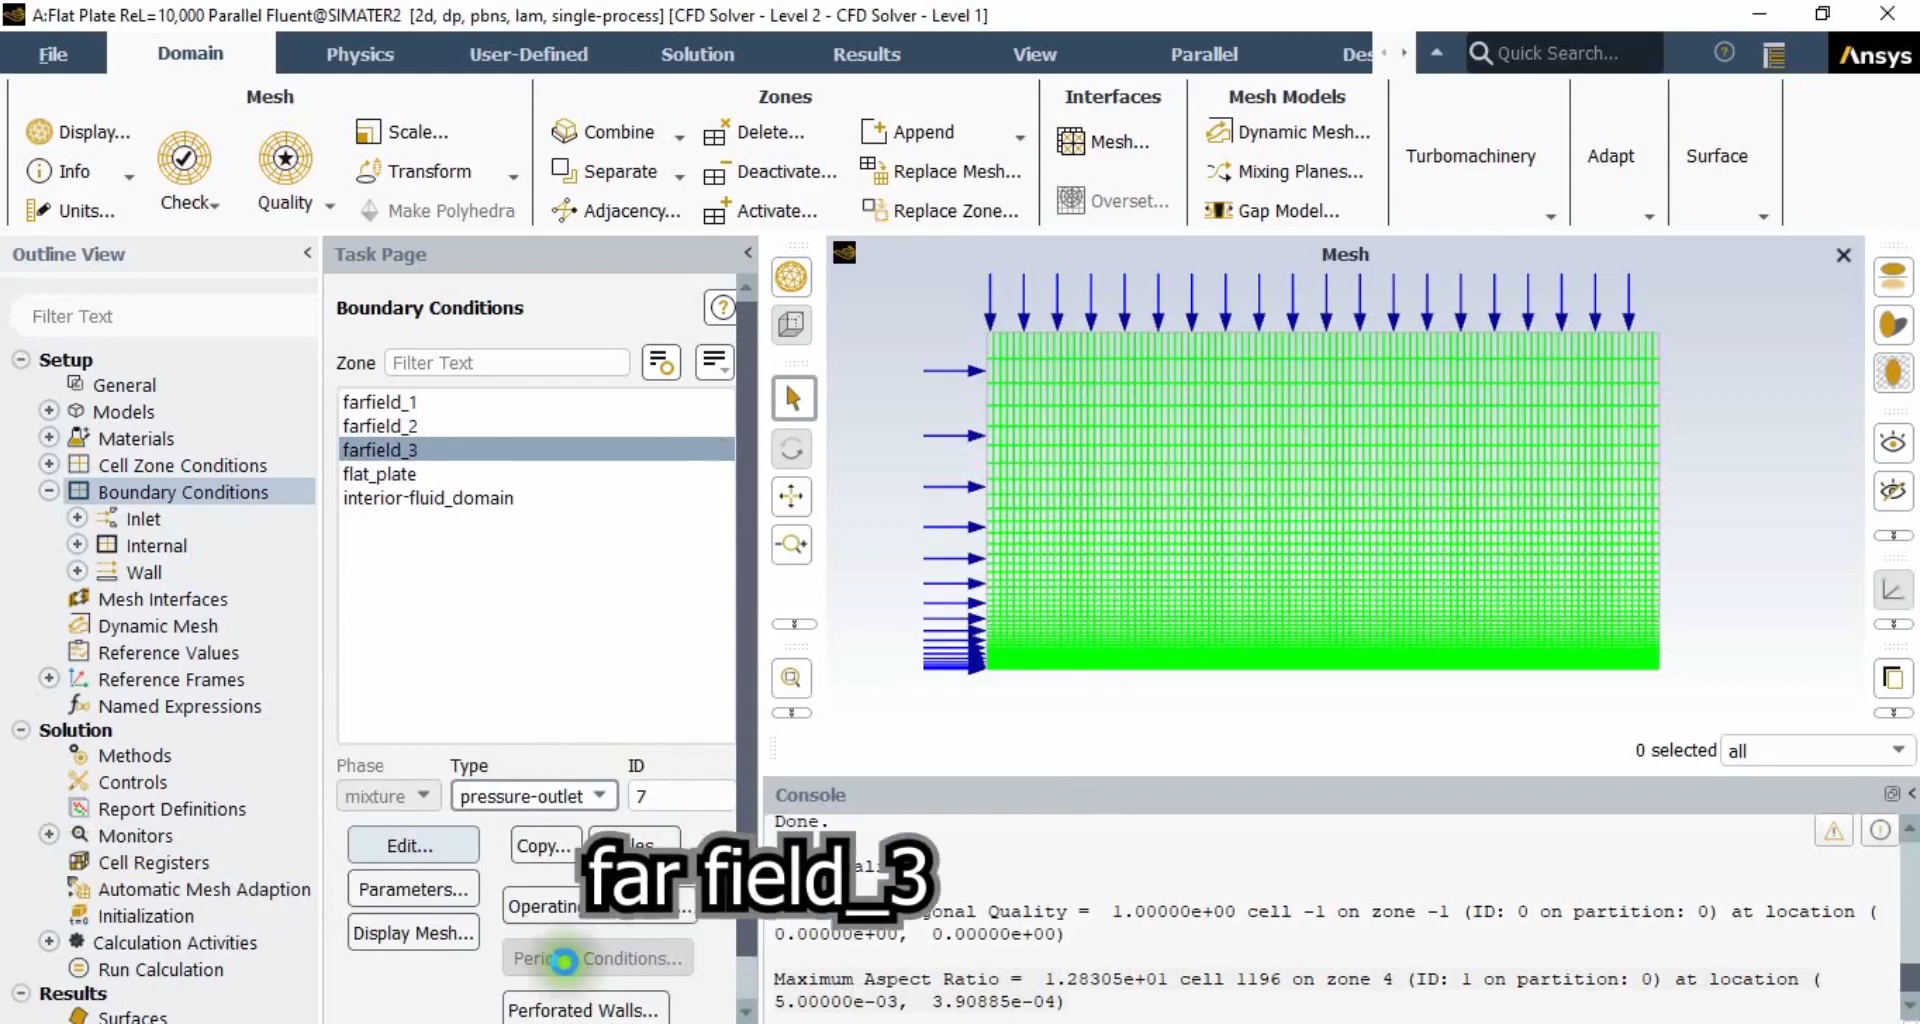 A:Flat Plate ReL=10,000 Parallel Fluent@SIMATER2 [2d, dp, pbns, lam, single-process] [CFD Solver - Level 2 - CFD Solver - Level 1]
File Domain Physics User-Defined Solution Results View Parallel Des Quick Search... Ansys
Mesh Zones Interfaces Mesh Models
Display... Scale... Combine Delete... Append Mesh... Dynamic Mesh...
Info Transform Separate Deactivate... Replace Mesh... Mixing Planes...
Units... Check Quality Make Polyhedra Adjacency... Activate... Replace Zone... Overset... Gap Model...
Turbomachinery Adapt Surface
Outline View
Filter Text
Setup
General
Models
Materials
Cell Zone Conditions
Boundary Conditions
Inlet
Internal
Wall
Mesh Interfaces
Dynamic Mesh
Reference Values
Reference Frames
Named Expressions
Solution
Methods
Controls
Report Definitions
Monitors
Cell Registers
Automatic Mesh Adaption
Initialization
Calculation Activities
Run Calculation
Results
Surfaces
Task Page
Boundary Conditions
Zone Filter Text
farfield_1
farfield_2
farfield_3
flat_plate
interior-fluid_domain
Phase Type ID
mixture pressure-outlet 7
Edit... Copy...
Parameters...
Display Mesh... Conditions...
Perforated Walls...
far field_3
Mesh
0 selected all
Console
Done.
Quality = 1.00000e+00 cell -1 on zone -1 (ID: 0 on partition: 0) at location (
0.00000e+00, 0.00000e+00)
Maximum Aspect Ratio = 1.28305e+01 cell 1196 on zone 4 (ID: 1 on partition: 0) at location (
5.00000e-03, 3.90885e-04)